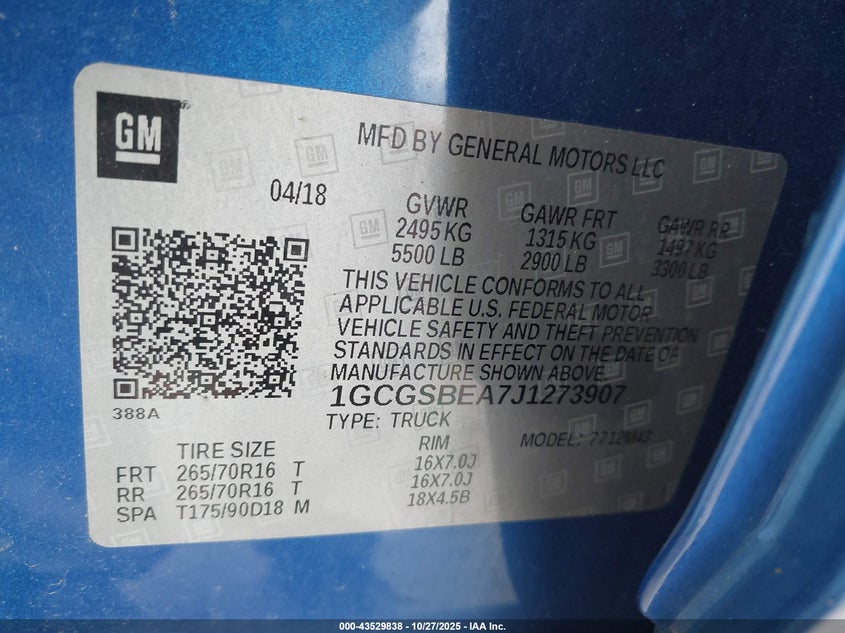 GM
MFD BY GENERAL MOTORS LLC
04/18
GVWR GAWR FRT GAWR RR
2495 KG 1315 KG 1497 KG
5500 LB 2900 LB 3300 LB
THIS VEHICLE CONFORMS TO ALL
APPLICABLE U.S. FEDERAL MOTOR
VEHICLE SAFETY AND THEFT PREVENTION
STANDARDS IN EFFECT ON THE DATE OF
MANUFACTURE SHOWN ABOVE.
388A
1GCGSBEA7J1273907
TYPE: TRUCK MODEL: 7712M43
TIRE SIZE RIM
FRT 265/70R16 T 16X7.0J
RR 265/70R16 T 16X7.0J
SPA T175/90D18 M 18X4.5B
000-43529838 - 10/27/2025 - IAA Inc.